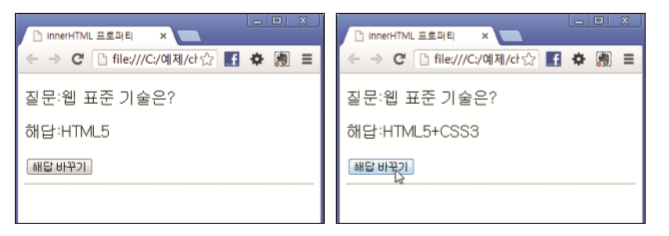 innerHTML 프로퍼티
file:///C:/예제/ch
질문:웹 표준 기술은?
해답:HTML5
해답 바꾸기
innerHTML 프로퍼티
file:///C:/예제/ch
질문:웹 표준 기술은?
해답:HTML5+CSS3
해답 바꾸기